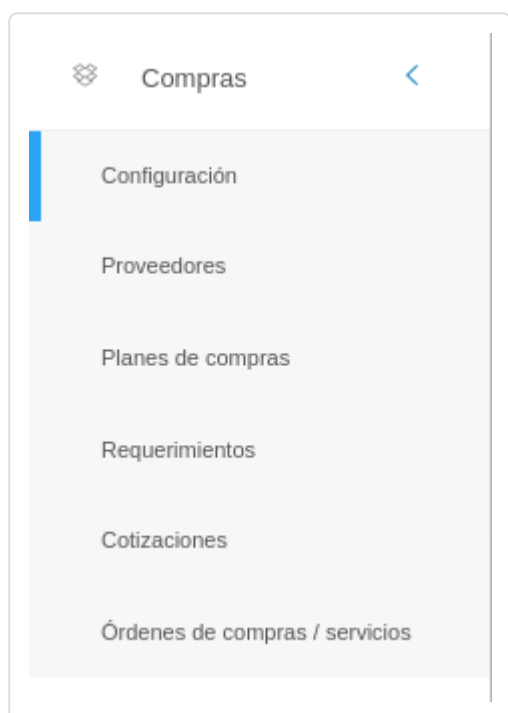 Compras
Configuración
Proveedores
Planes de compras
Requerimientos
Cotizaciones
Órdenes de compras / servicios